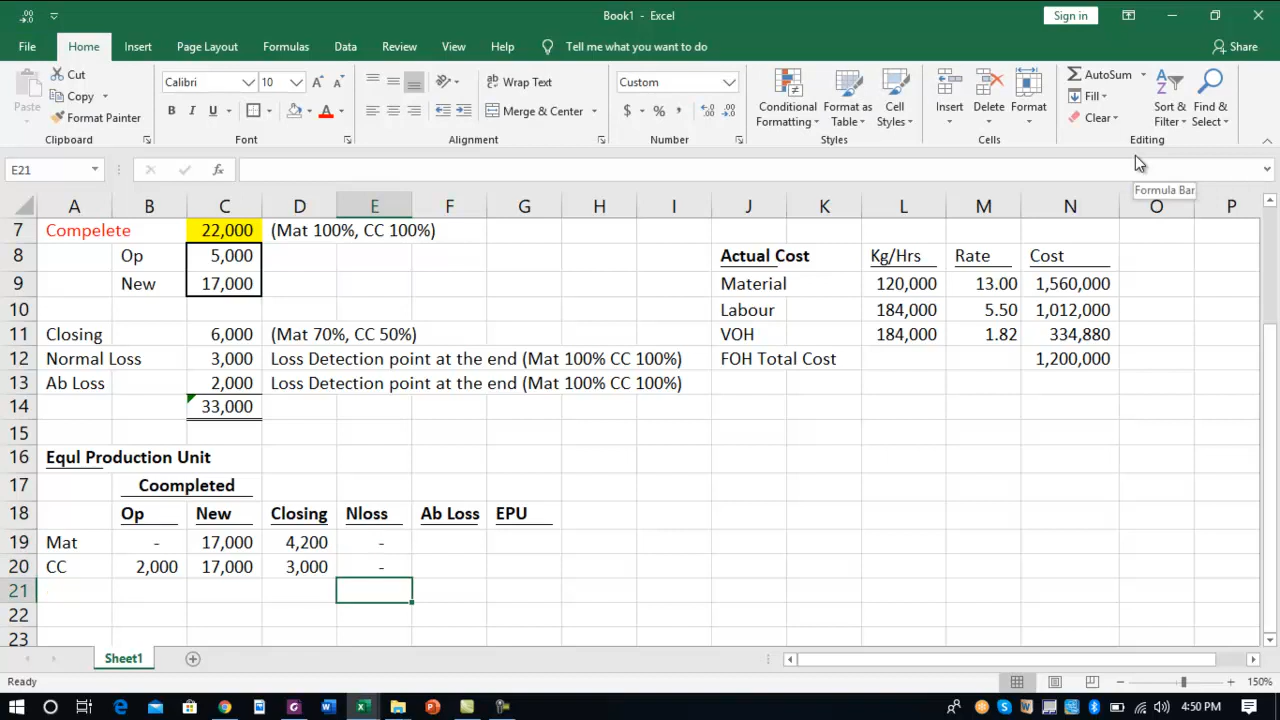 Book1 - Excel
Sign in
File Home Insert Page Layout Formulas Data Review View Help Tell me what you want to do Share
Paste Cut Copy Format Painter
Calibri 10
B I U A
Wrap Text
Merge & Center
Custom
$ % ,
Conditional Formatting Format as Table Cell Styles
Insert Delete Format
AutoSum Fill Clear
Sort & Filter Find & Select
Clipboard Font Alignment Number Styles Cells Editing
E21 fx
Formula Bar
A B C D E F G H I J K L M N O P
7 Compelete 22,000 (Mat 100%, CC 100%)
8 Op 5,000 Actual Cost Kg/Hrs Rate Cost
9 New 17,000 Material 120,000 13.00 1,560,000
10 Labour 184,000 5.50 1,012,000
11 Closing 6,000 (Mat 70%, CC 50%) VOH 184,000 1.82 334,880
12 Normal Loss 3,000 Loss Detection point at the end (Mat 100% CC 100%) FOH Total Cost 1,200,000
13 Ab Loss 2,000 Loss Detection point at the end (Mat 100% CC 100%)
14 33,000
15
16 Equl Production Unit
17 Coompleted
18 Op New Closing Nloss Ab Loss EPU
19 Mat - 17,000 4,200 -
20 CC 2,000 17,000 3,000 -
21
22
23
Sheet1
Ready 150%
4:50 PM